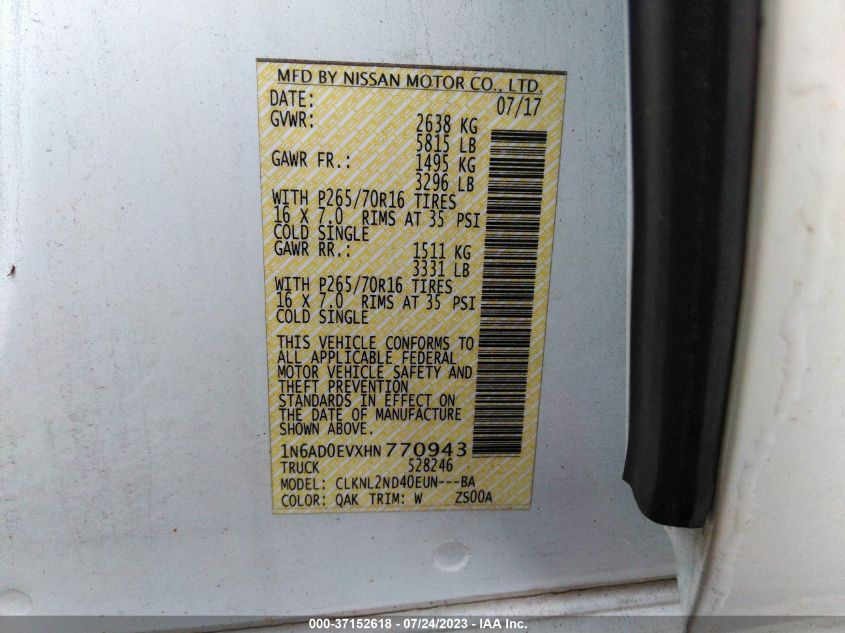 MFD BY NISSAN MOTOR CO., LTD.
DATE: 07/17
GVWR: 2638 KG
5815 LB
GAWR FR.: 1495 KG
3296 LB
WITH P265/70R16 TIRES
16 X 7.0 RIMS AT 35 PSI
COLD SINGLE
GAWR RR.: 1511 KG
3331 LB
WITH P265/70R16 TIRES
16 X 7.0 RIMS AT 35 PSI
COLD SINGLE
THIS VEHICLE CONFORMS TO
ALL APPLICABLE FEDERAL
MOTOR VEHICLE SAFETY AND
THEFT PREVENTION
STANDARDS IN EFFECT ON
THE DATE OF MANUFACTURE
SHOWN ABOVE.
1N6AD0EVXHN770943
TRUCK 528246
MODEL: CLKNL2ND40EUN---BA
COLOR: QAK TRIM: W ZS00A
000-37152618 - 07/24/2023 - IAA Inc.